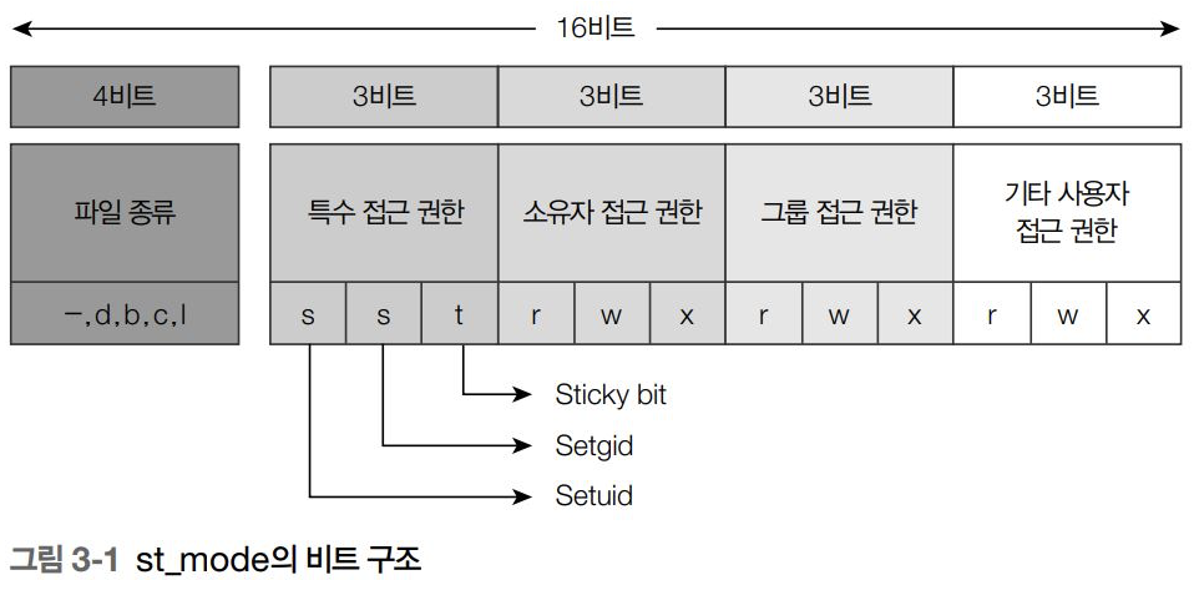 16비트
4비트 3비트 3비트 3비트 3비트
파일 종류 특수 접근 권한 소유자 접근 권한 그룹 접근 권한 기타 사용자
접근 권한
–,d,b,c,l s s t r w x r w x r w x
Sticky bit
Setgid
Setuid
그림 3-1 st_mode의 비트 구조